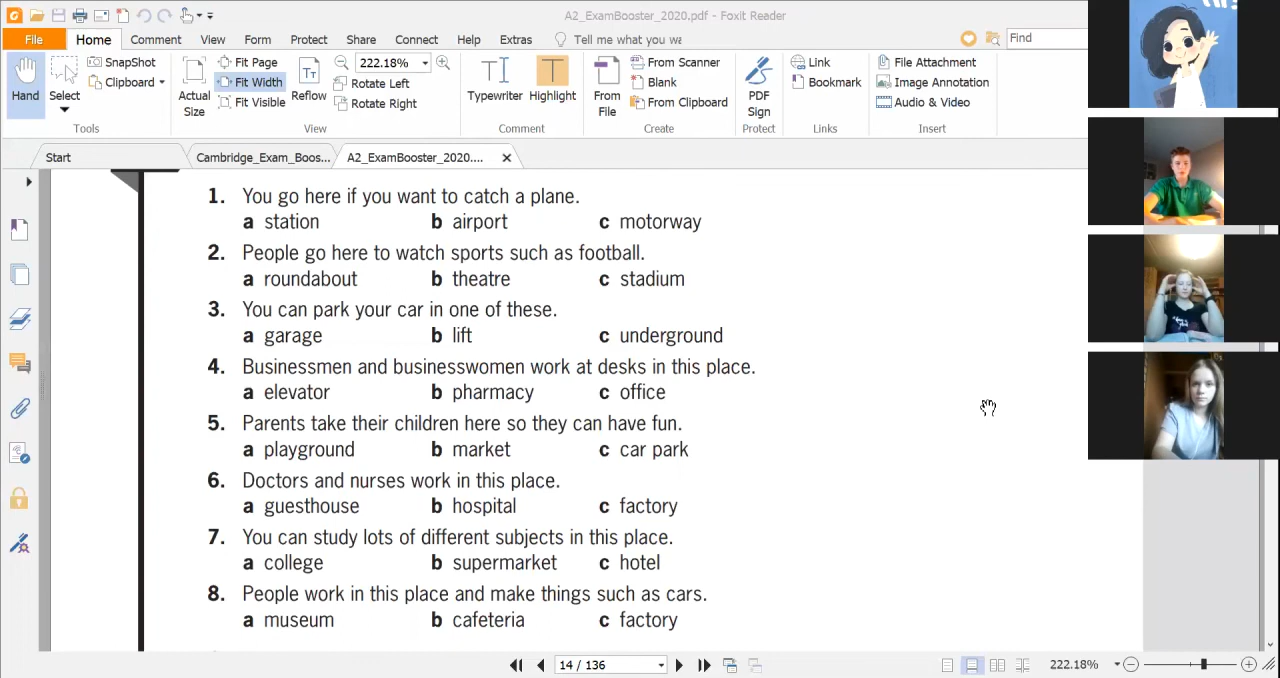 A2_ExamBooster_2020.pdf - Foxit Reader
File Home Comment View Form Protect Share Connect Help Extras Tell me what you wa Find
Hand Select SnapShot Clipboard
Tools
Actual Size Fit Page Fit Width Fit Visible Reflow 222.18% Rotate Left Rotate Right
View
Typewriter Highlight
Comment
From File From Scanner Blank From Clipboard
Create
PDF Sign
Protect
Link Bookmark
Links
File Attachment Image Annotation Audio & Video
Insert
Start Cambridge_Exam_Boos... A2_ExamBooster_2020....
1. You go here if you want to catch a plane.
a station b airport c motorway
2. People go here to watch sports such as football.
a roundabout b theatre c stadium
3. You can park your car in one of these.
a garage b lift c underground
4. Businessmen and businesswomen work at desks in this place.
a elevator b pharmacy c office
5. Parents take their children here so they can have fun.
a playground b market c car park
6. Doctors and nurses work in this place.
a guesthouse b hospital c factory
7. You can study lots of different subjects in this place.
a college b supermarket c hotel
8. People work in this place and make things such as cars.
a museum b cafeteria c factory
14 / 136 222.18%